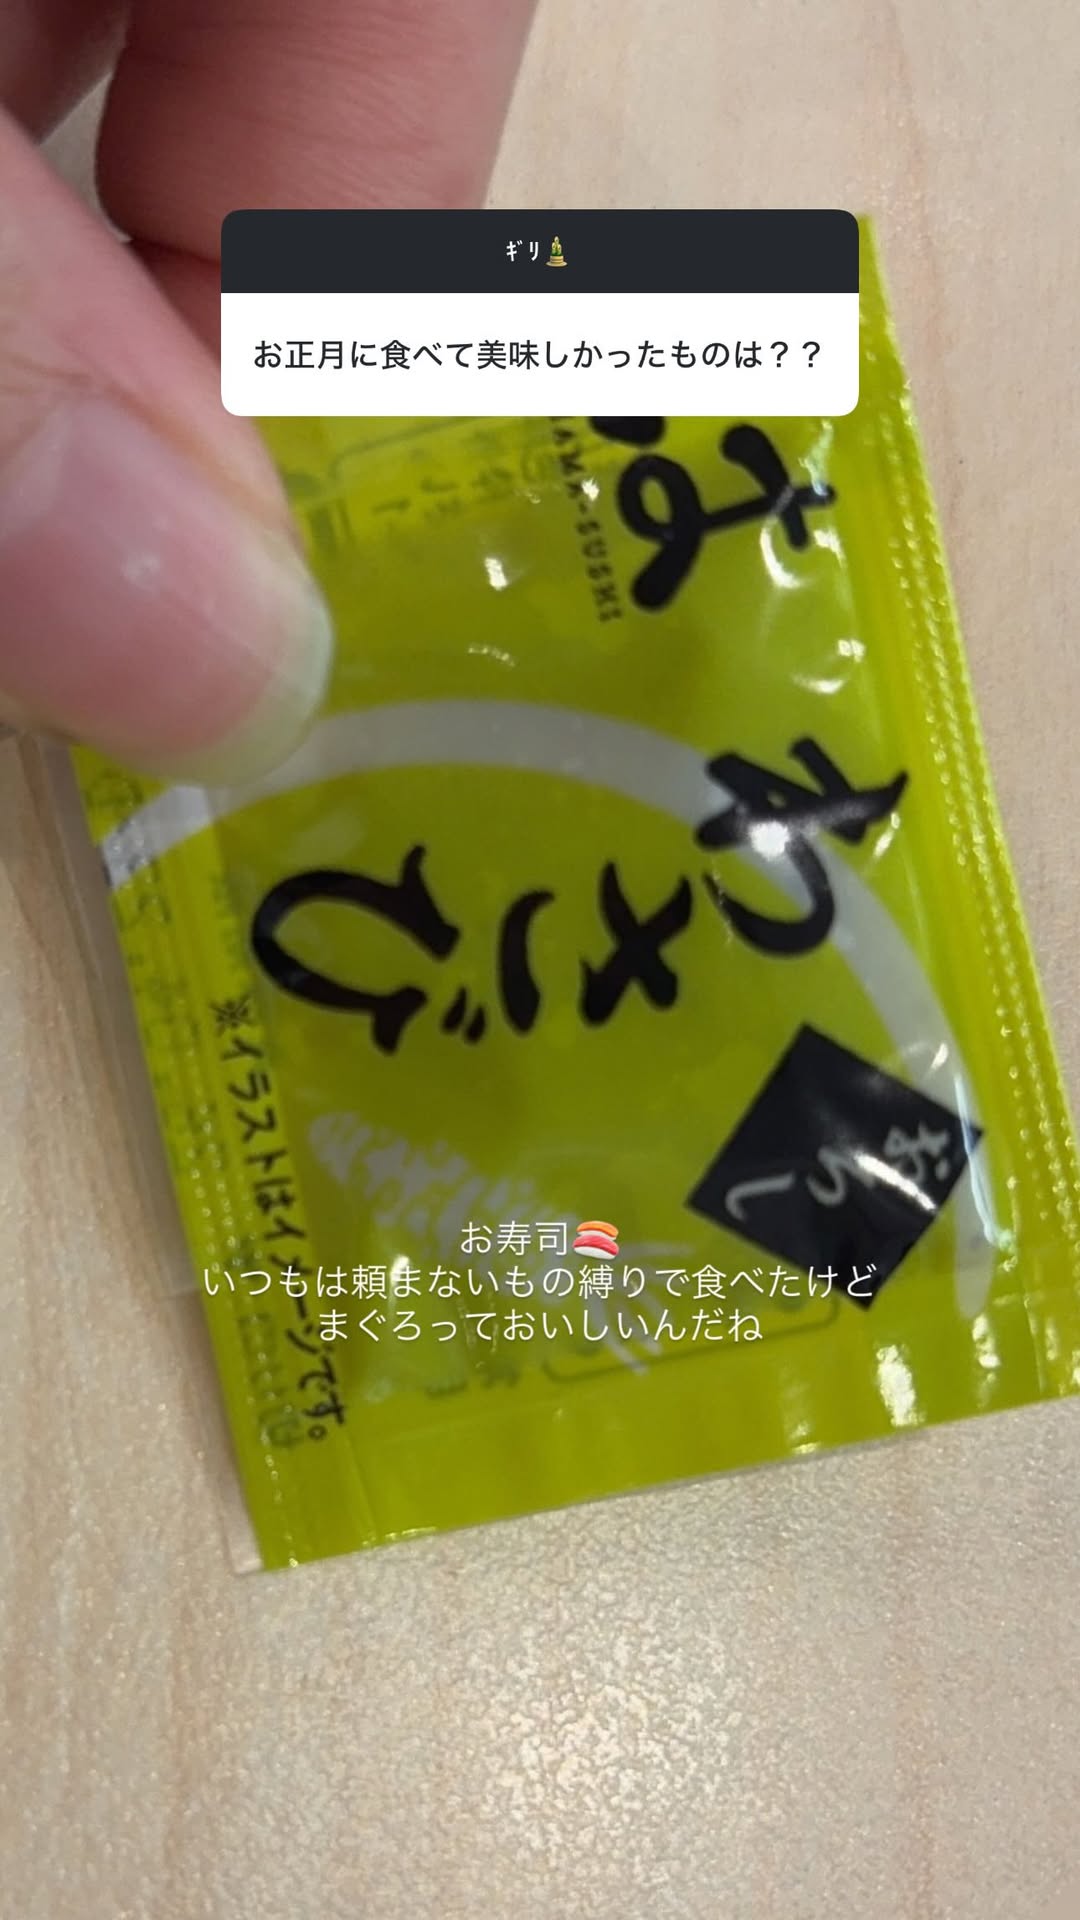 ｷﾞﾘ🎍
お正月に食べて美味しかったものは？？
わさび
おろし
※イラストはイメージです。
お寿司🍣
いつもは頼まないもの縛りで食べたけど
まぐろっておいしいんだね